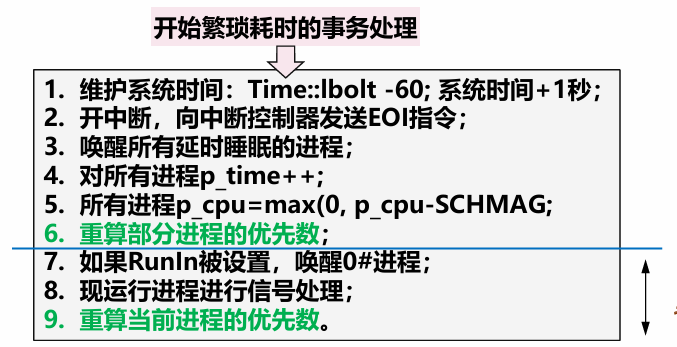 开始繁琐耗时的事务处理
1. 维护系统时间：Time::lbolt -60; 系统时间+1秒；
2. 开中断，向中断控制器发送EOI指令；
3. 唤醒所有延时睡眠的进程；
4. 对所有进程p_time++;
5. 所有进程p_cpu=max(0, p_cpu-SCHMAG;
6. 重算部分进程的优先数；
7. 如果RunIn被设置，唤醒0#进程；
8. 现运行进程进行信号处理；
9. 重算当前进程的优先数。